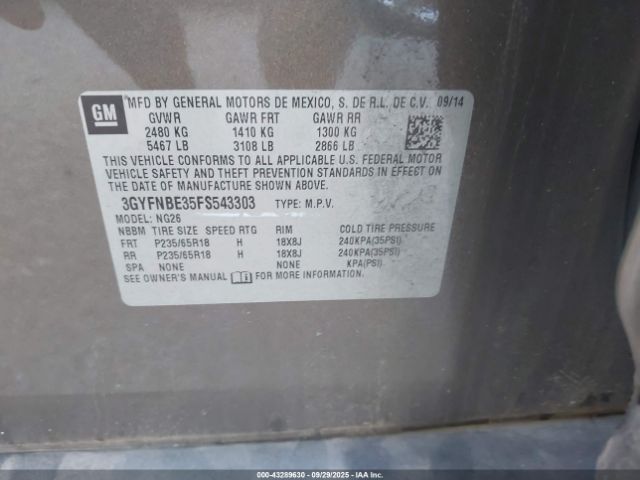 GM
MFD BY GENERAL MOTORS DE MEXICO, S. DE R.L. DE C.V. 09/14
GVWR GAWR FRT GAWR RR
2480 KG 1410 KG 1300 KG
5467 LB 3108 LB 2866 LB
THIS VEHICLE CONFORMS TO ALL APPLICABLE U.S. FEDERAL MOTOR
VEHICLE SAFETY AND THEFT PREVENTION STANDARDS IN EFFECT ON
THE DATE OF MANUFACTURE SHOWN ABOVE.
3GYFNBE35FS543303 TYPE: M.P.V.
MODEL: NG26
NBBM TIRE SIZE SPEED RTG RIM COLD TIRE PRESSURE
FRT P235/65R18 H 18X8J 240KPA(35PSI)
RR P235/65R18 H 18X8J 240KPA(35PSI)
SPA NONE NONE KPA(PSI)
SEE OWNER'S MANUAL FOR MORE INFORMATION
000-43289630 - 09/29/2025 - IAAI.COM